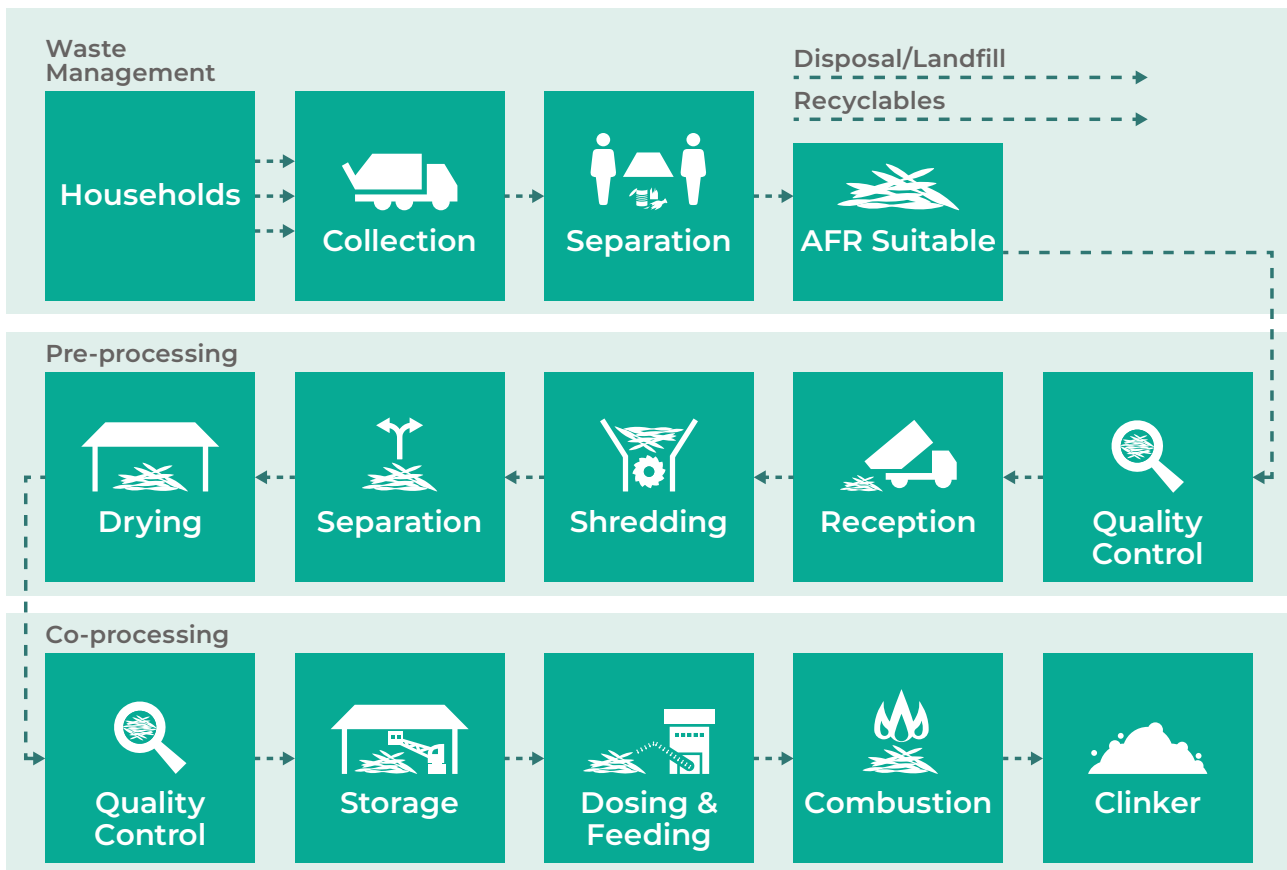 Waste
Management
Disposal/Landfill
Recyclables
Households
Collection
Separation
AFR Suitable
Pre-processing
Drying
Separation
Shredding
Reception
Quality
Control
Co-processing
Quality
Control
Storage
Dosing &
Feeding
Combustion
Clinker